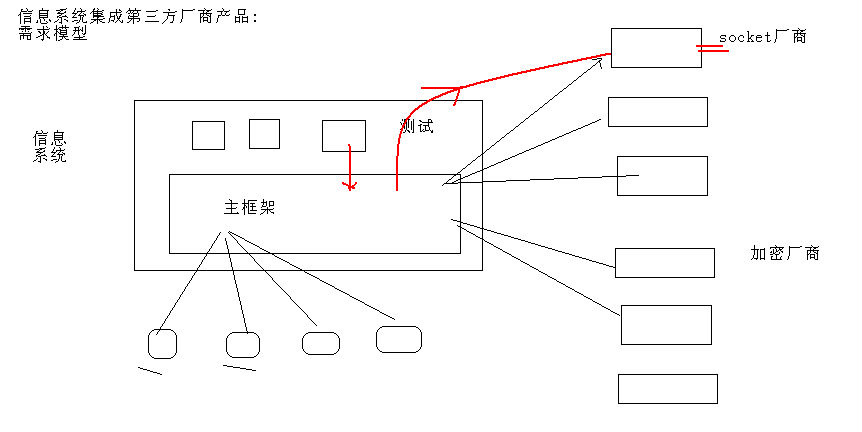 信息系统集成第三方厂商产品:
需求模型
socket厂商
测试
信息
系统
主框架
加密厂商